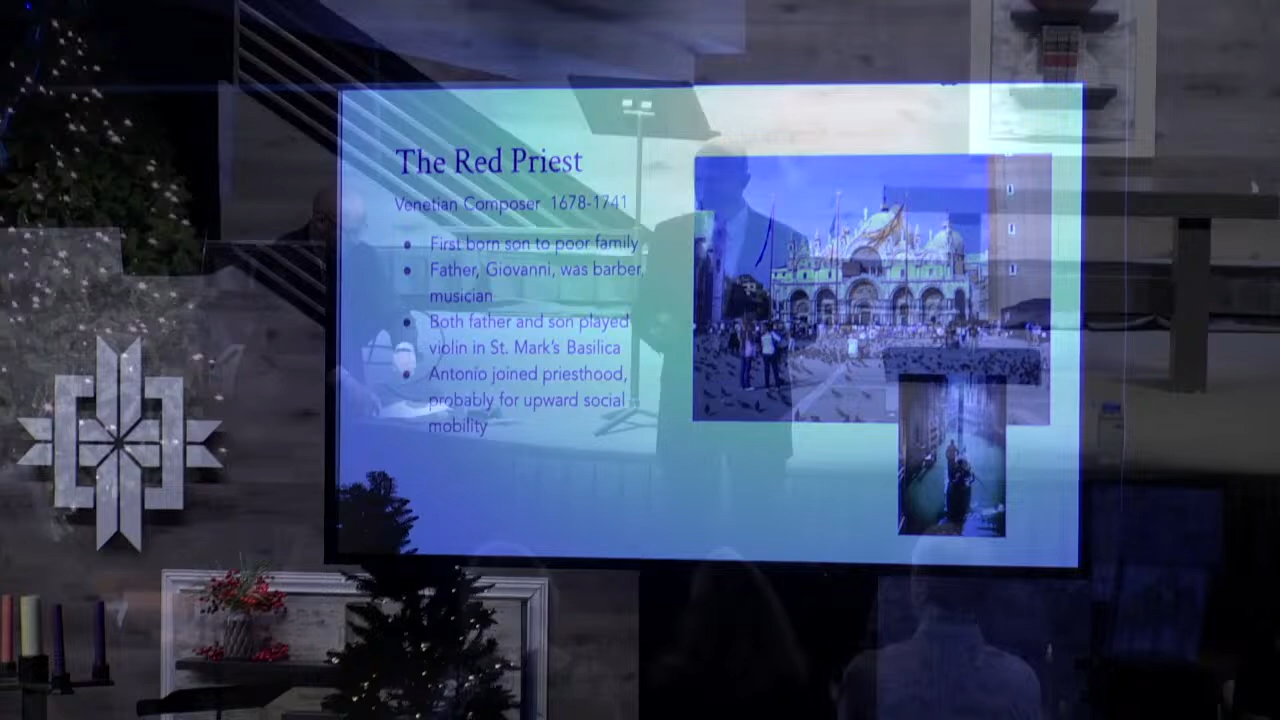 The Red Priest
Venetian Composer 1678-1741
• First born son to poor family
• Father, Giovanni, was barber,
musician
• Both father and son played
violin in St. Mark's Basilica
• Antonio joined priesthood,
probably for upward social
mobility